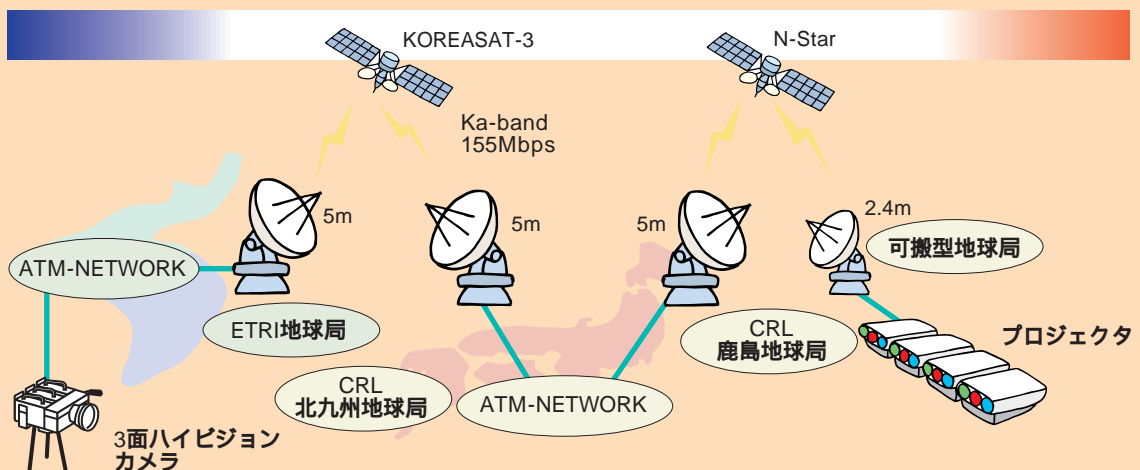 KOREASAT-3
N-Star
Ka-band
155Mbps
5m
5m
5m
2.4m
可搬型地球局
ATM-NETWORK
ETRI地球局
CRL
鹿島地球局
プロジェクタ
CRL
北九州地球局
ATM-NETWORK
3面ハイビジョン
カメラ